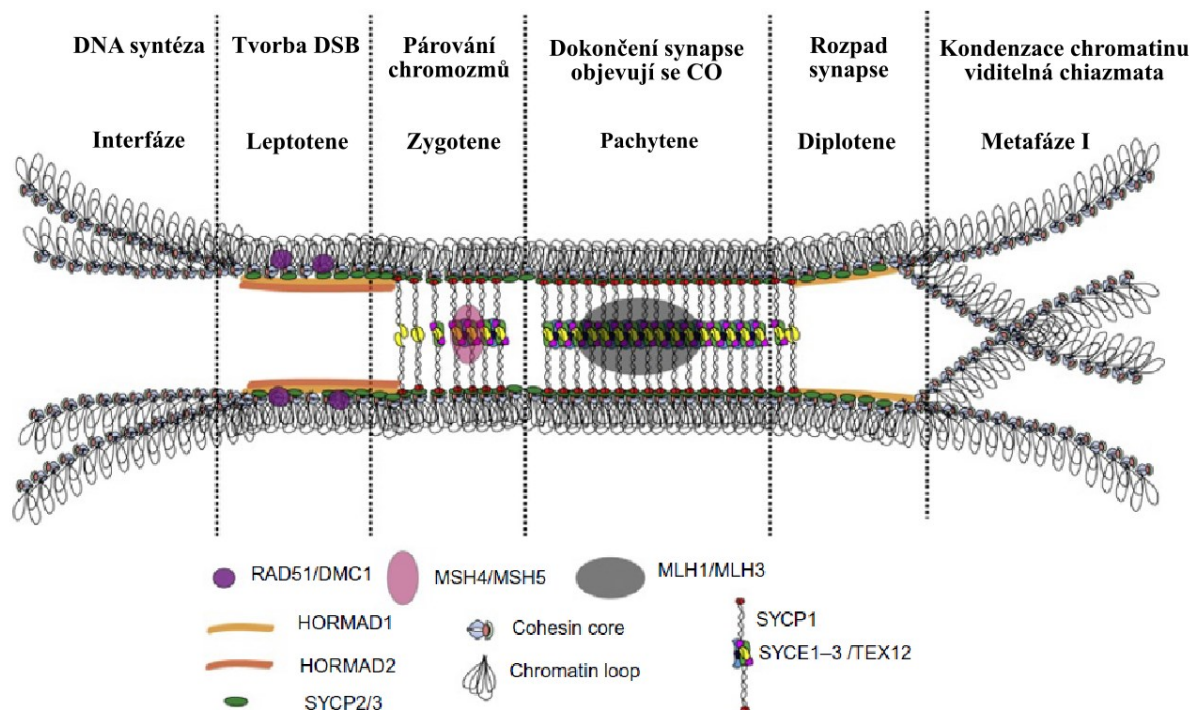 DNA syntéza
Tvorba DSB
Párování
chromozmů
Dokončení synapse
objevují se CO
Rozpad
synapse
Kondenzace chromatinu
viditelná chiazmata
Interfáze
Leptotene
Zygotene
Pachytene
Diplotene
Metafáze I
RAD51/DMC1
MSH4/MSH5
MLH1/MLH3
HORMAD1
Cohesin core
SYCP1
HORMAD2
Chromatin loop
SYCE1–3 /TEX12
SYCP2/3